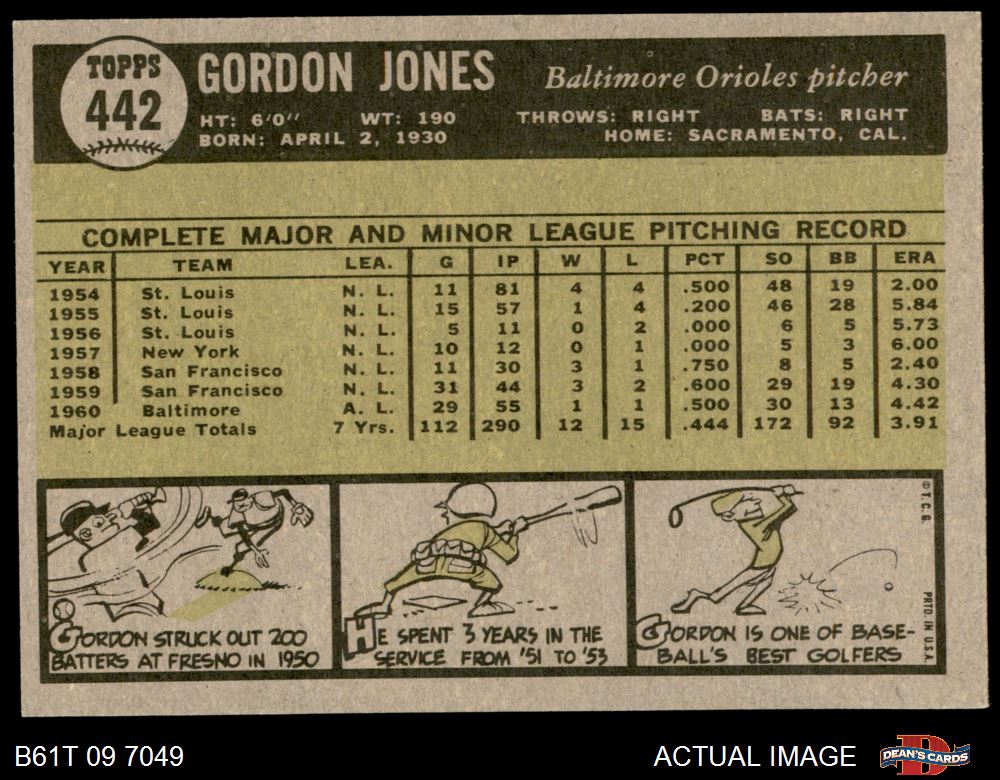 TOPPS
442
GORDON JONES
Baltimore Orioles pitcher
HT: 6'0" WT: 190 THROWS: RIGHT BATS: RIGHT
BORN: APRIL 2, 1930 HOME: SACRAMENTO, CAL.
COMPLETE MAJOR AND MINOR LEAGUE PITCHING RECORD
YEAR TEAM LEA. G IP W L PCT SO BB ERA
1954 St. Louis N. L. 11 81 4 4 .500 48 19 2.00
1955 St. Louis N. L. 15 57 1 4 .200 46 28 5.84
1956 St. Louis N. L. 5 11 0 2 .000 6 5 5.73
1957 New York N. L. 10 12 0 1 .000 5 3 6.00
1958 San Francisco N. L. 11 30 3 1 .750 8 5 2.40
1959 San Francisco N. L. 31 44 3 2 .600 29 19 4.30
1960 Baltimore A. L. 29 55 1 1 .500 30 13 4.42
Major League Totals 7 Yrs. 112 290 12 15 .444 172 92 3.91
GORDON STRUCK OUT 200
BATTERS AT FRESNO IN 1950
HE SPENT 3 YEARS IN THE
SERVICE FROM '51 TO '53
GORDON IS ONE OF BASE-
BALL'S BEST GOLFERS
© T. C. G.
PRTD. IN U.S.A.
B61T 09 7049
ACTUAL IMAGE
D
DEAN'S CARDS